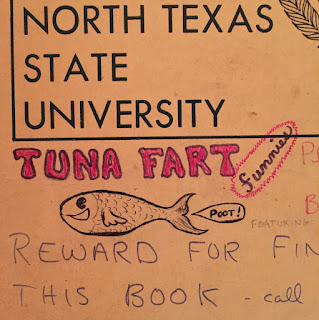 NORTH TEXAS
STATE
UNIVERSITY
TUNA FART funnies
POOT!
FEATURING:
REWARD FOR FIN
THIS BOOK - call